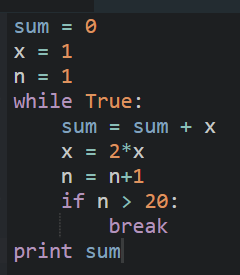 sum = 0
x = 1
n = 1
while True:
    sum = sum + x
    x = 2*x
    n = n+1
    if n > 20:
        break
print sum